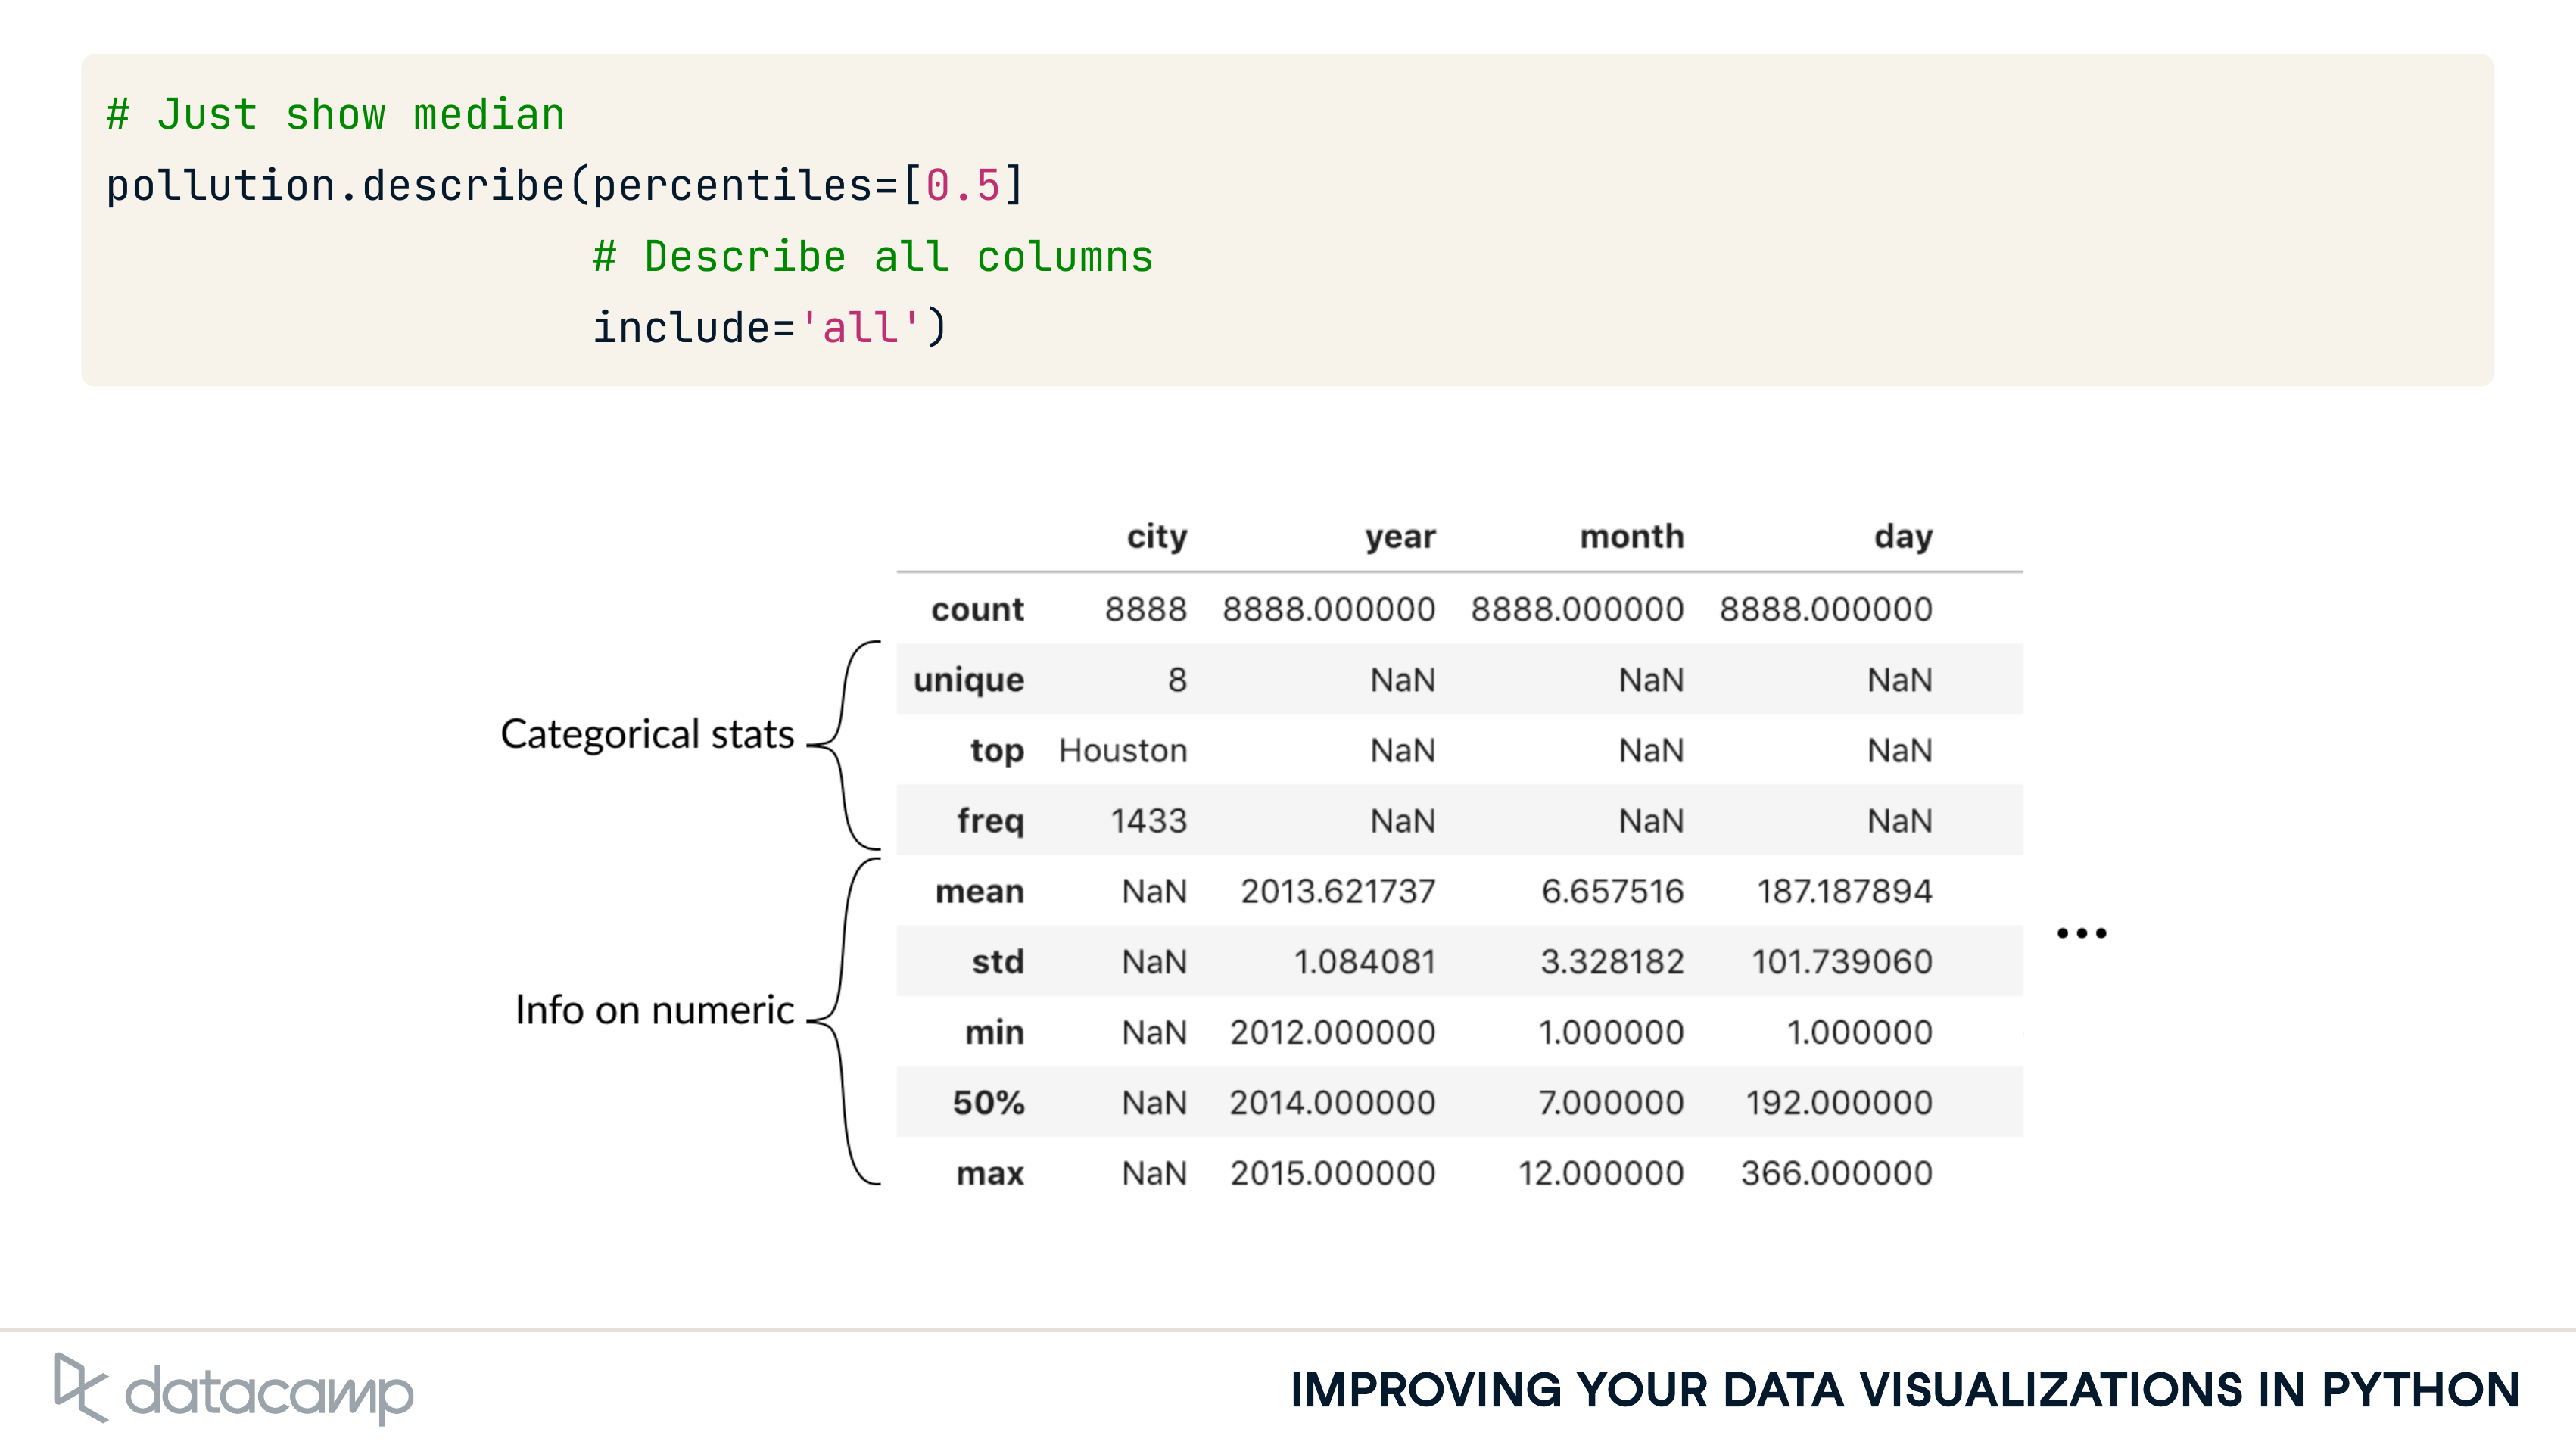 # Just show median
pollution.describe(percentiles=[0.5]
# Describe all columns
include='all')
city year month day
count 8888 8888.000000 8888.000000 8888.000000
unique 8 NaN NaN NaN
Categorical stats
top Houston NaN NaN NaN
freq 1433 NaN NaN NaN
mean NaN 2013.621737 6.657516 187.187894
...
std NaN 1.084081 3.328182 101.739060
Info on numeric
min NaN 2012.000000 1.000000 1.000000
50% NaN 2014.000000 7.000000 192.000000
max NaN 2015.000000 12.000000 366.000000
datacamp
IMPROVING YOUR DATA VISUALIZATIONS IN PYTHON